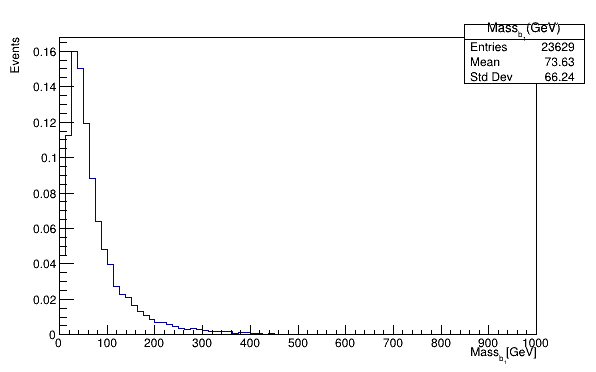 Mass_b_1(GeV)
Entries 23629
Mean 73.63
Std Dev 66.24
Events
0.16
0.14
0.12
0.1
0.08
0.06
0.04
0.02
0
0 100 200 300 400 500 600 700 800 900 1000
Mass_b_1[GeV]